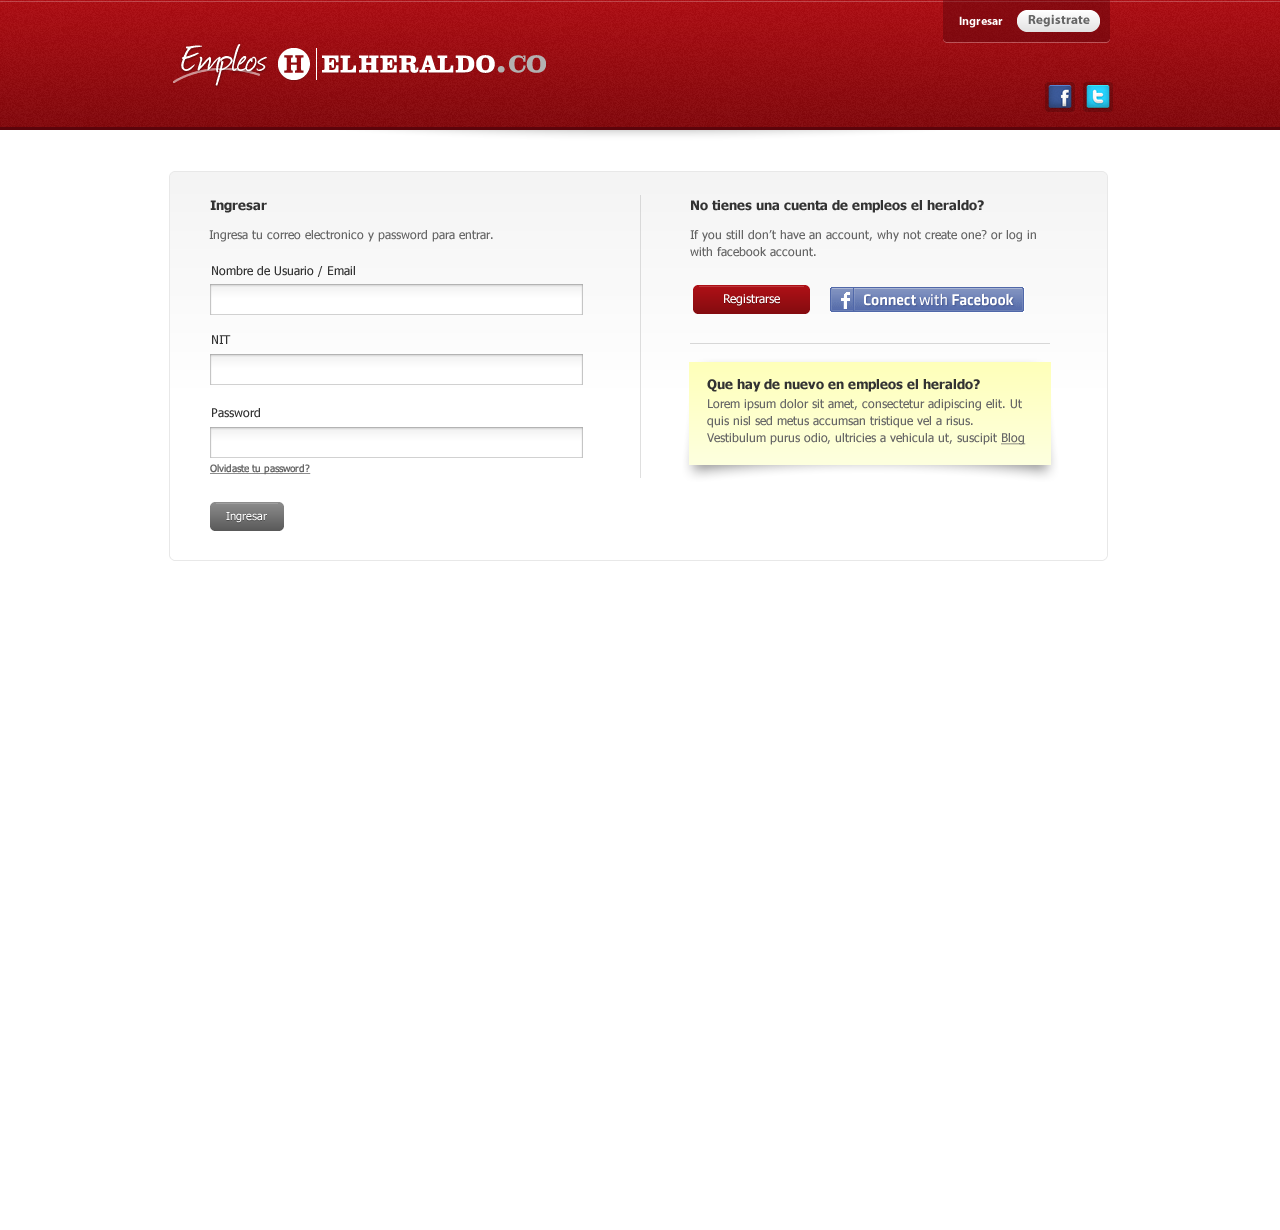 Ingresar
Registrate
Empleos H ELHERALDO.CO
f
t
Ingresar
Ingresa tu correo electronico y password para entrar.
Nombre de Usuario / Email
NIT
Password
Olvidaste tu password?
Ingresar
No tienes una cuenta de empleos el heraldo?
If you still don’t have an account, why not create one? or log in
with facebook account.
Registrarse
f Connect with Facebook
Que hay de nuevo en empleos el heraldo?
Lorem ipsum dolor sit amet, consectetur adipiscing elit. Ut
quis nisl sed metus accumsan tristique vel a risus.
Vestibulum purus odio, ultricies a vehicula ut, suscipit Blog